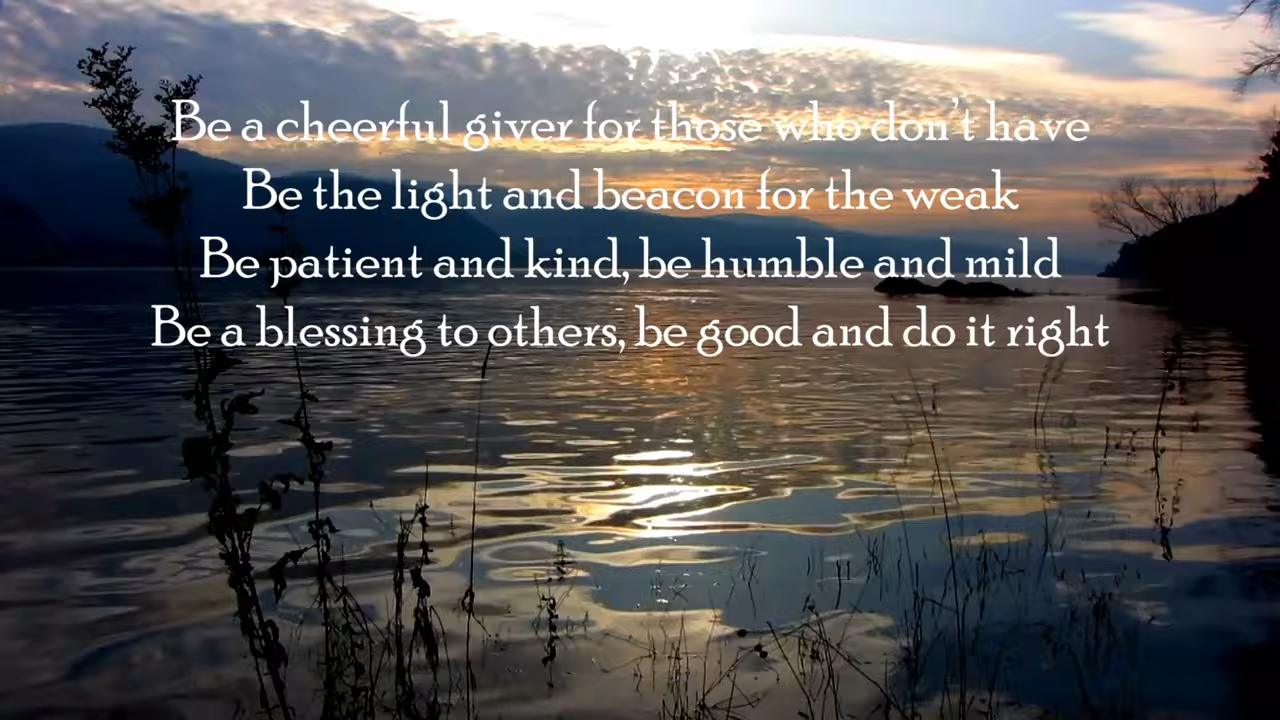 Be a cheerful giver for those who don't have
Be the light and beacon for the weak
Be patient and kind, be humble and mild
Be a blessing to others, be good and do it right